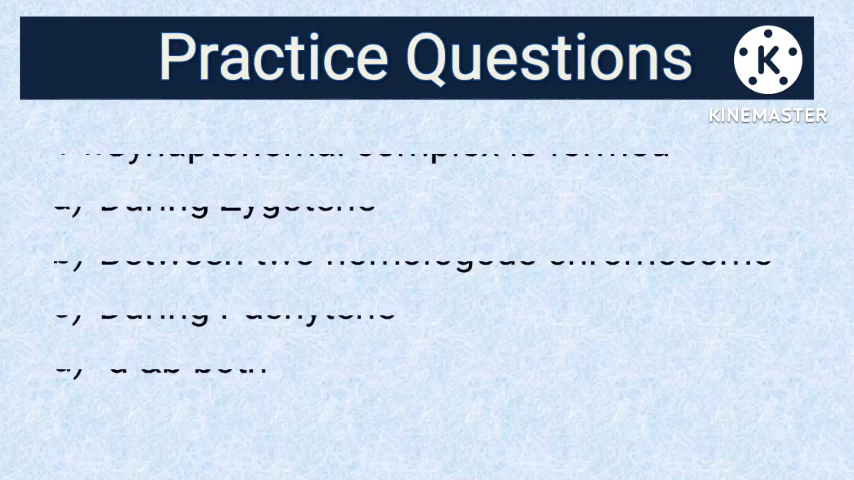 Practice Questions
KINEMASTER
Synaptonemal complex is formed
a) During Zygotene
b) Between two homologous chromosome
c) During Pachytene
d) a &b both